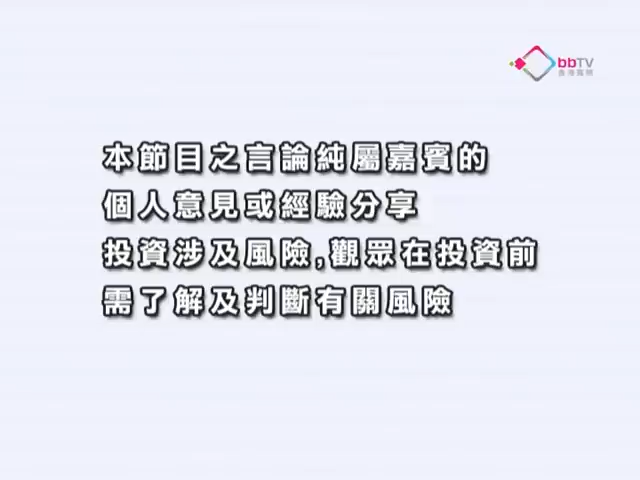 bbTV
香港寬頻
本節目之言論純屬嘉賓的
個人意見或經驗分享
投資涉及風險,觀眾在投資前
需了解及判斷有關風險